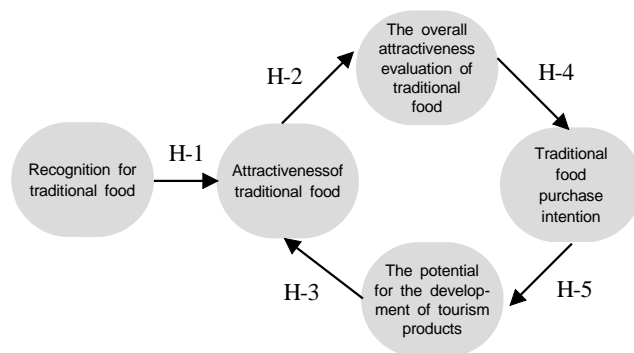 Recognition for
traditional food
H-1
Attractivenessof
traditional food
H-2
The overall
attractiveness
evaluation of
traditional
food
H-4
Traditional
food
purchase
intention
H-5
The potential
for the develop-
ment of tourism
products
H-3